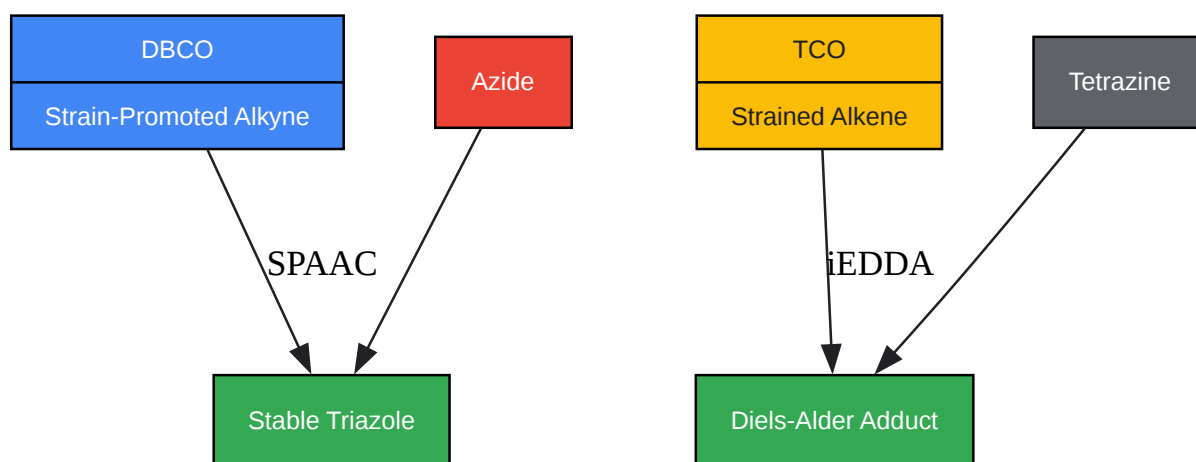 DBCO
Strain-Promoted Alkyne
Azide
TCO
Strained Alkene
Tetrazine
SPAAC
iEDDA
Stable Triazole
Diels-Alder Adduct